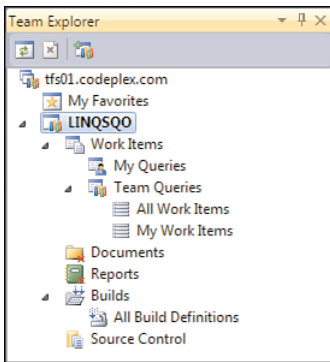 Team Explorer
tfs01.codeplex.com
My Favorites
LINQSQO
Work Items
My Queries
Team Queries
All Work Items
My Work Items
Documents
Reports
Builds
All Build Definitions
Source Control